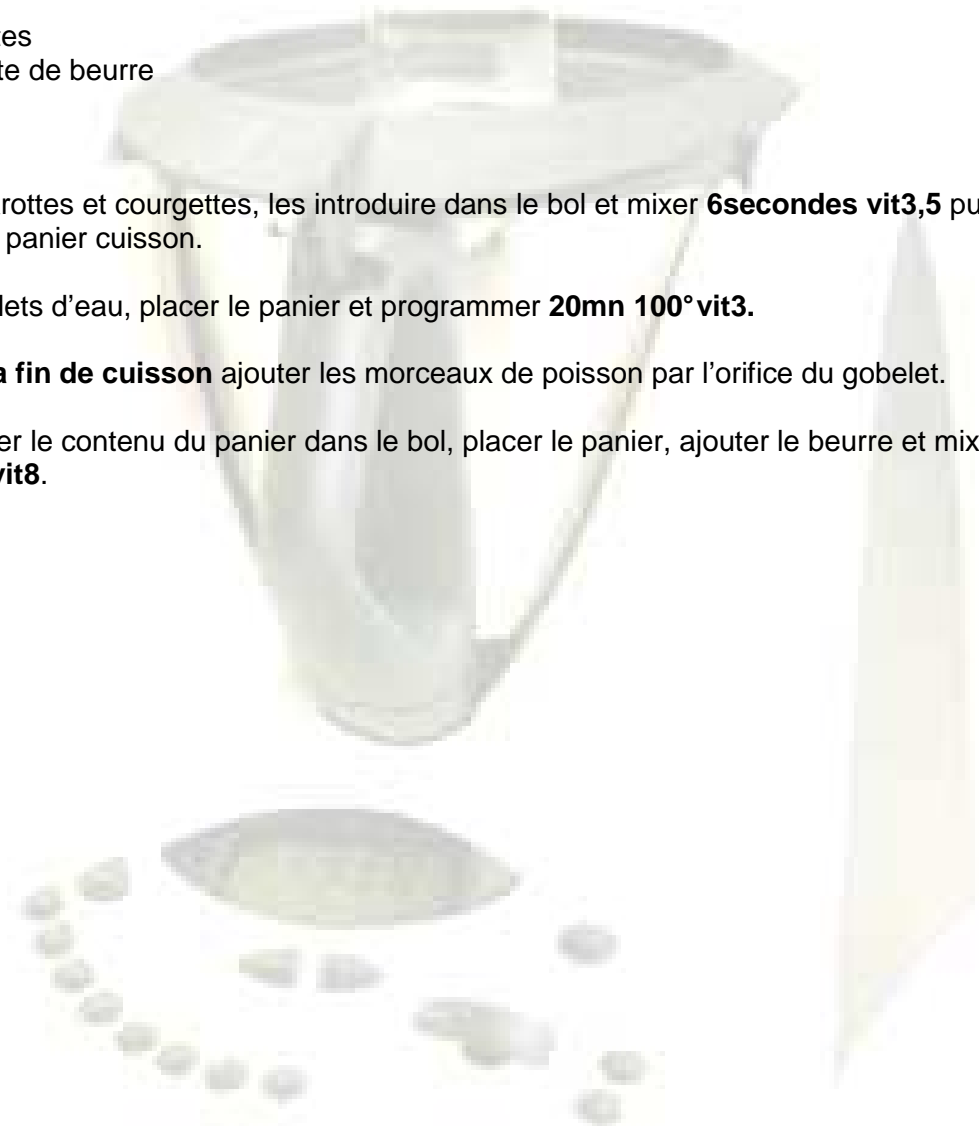 tes
te de beurre
rottes et courgettes, les introduire dans le bol et mixer 6secondes vit3,5 pu
panier cuisson.
lets d'eau, placer le panier et programmer 20mn 100°vit3.
a fin de cuisson ajouter les morceaux de poisson par l'orifice du gobelet.
er le contenu du panier dans le bol, placer le panier, ajouter le beurre et mix
vit8.